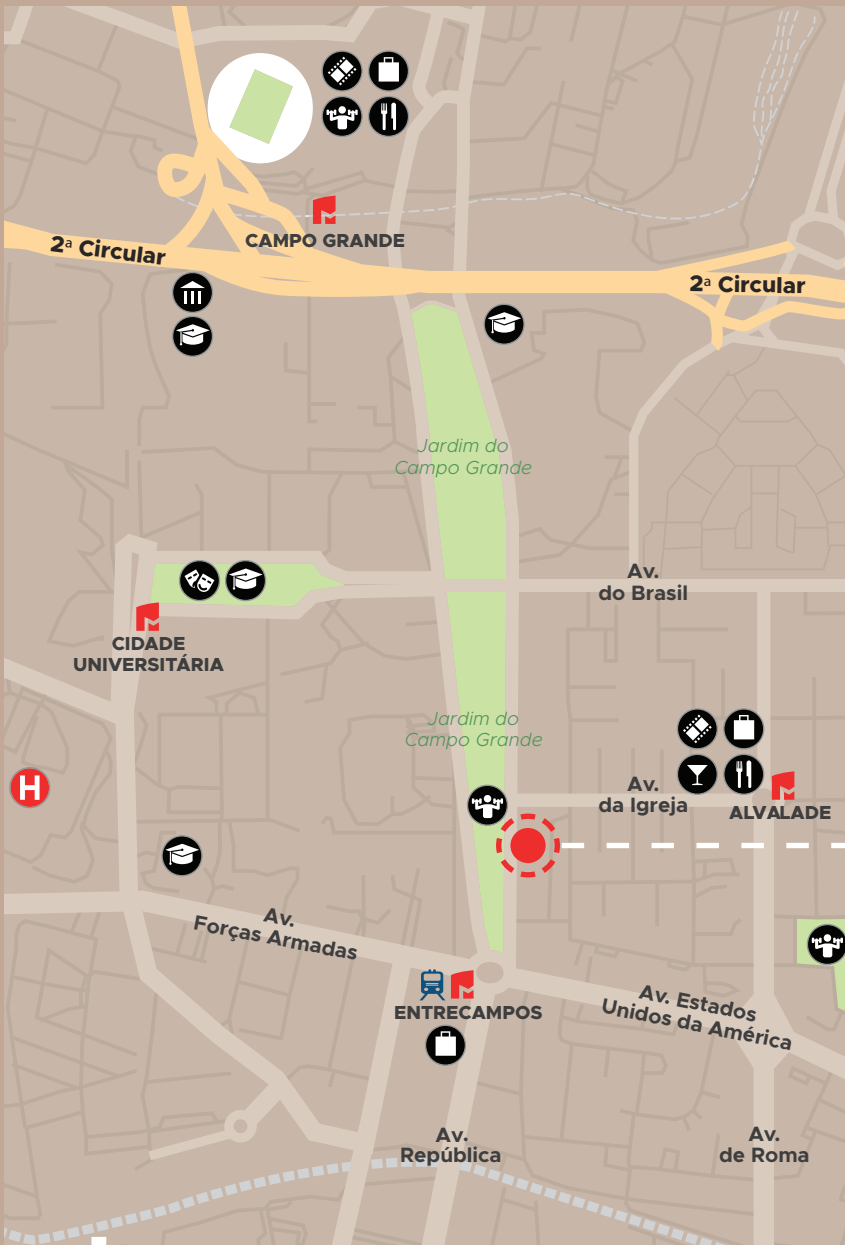 CAMPO GRANDE
2ª Circular
2ª Circular
Jardim do
Campo Grande
Av.
do Brasil
CIDADE
UNIVERSITÁRIA
Jardim do
Campo Grande
H
Av.
da Igreja
ALVALADE
Av.
Forças Armadas
ENTRECAMPOS
Av. Estados
Unidos da América
Av.
República
Av.
de Roma